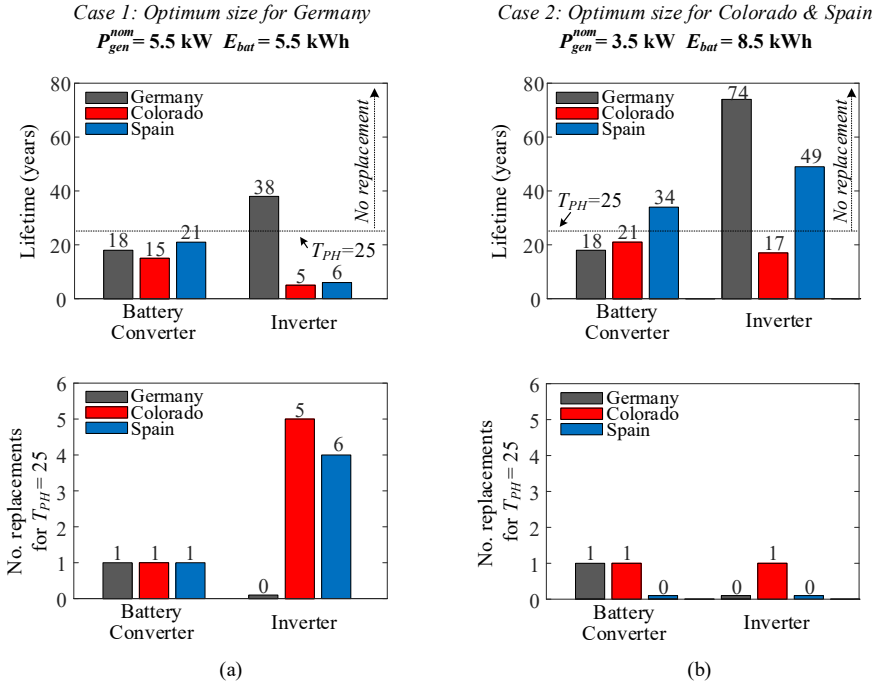 Case 1: Optimum size for Germany
P_gen^nom = 5.5 kW E_bat = 5.5 kWh
80
60
40
20
0
Lifetime (years)
Germany
Colorado
Spain
No replacement
T_PH=25
18
15
21
38
5
6
Battery
Converter
Inverter
6
5
4
3
2
1
0
No. replacements
for T_PH = 25
Germany
Colorado
Spain
1
1
1
0
5
6
Battery
Converter
Inverter
(a)
Case 2: Optimum size for Colorado & Spain
P_gen^nom = 3.5 kW E_bat = 8.5 kWh
80
60
40
20
0
Lifetime (years)
Germany
Colorado
Spain
No replacement
T_PH=25
18
21
34
74
17
49
Battery
Converter
Inverter
6
5
4
3
2
1
0
No. replacements
for T_PH = 25
Germany
Colorado
Spain
1
1
0
0
1
0
Battery
Converter
Inverter
(b)